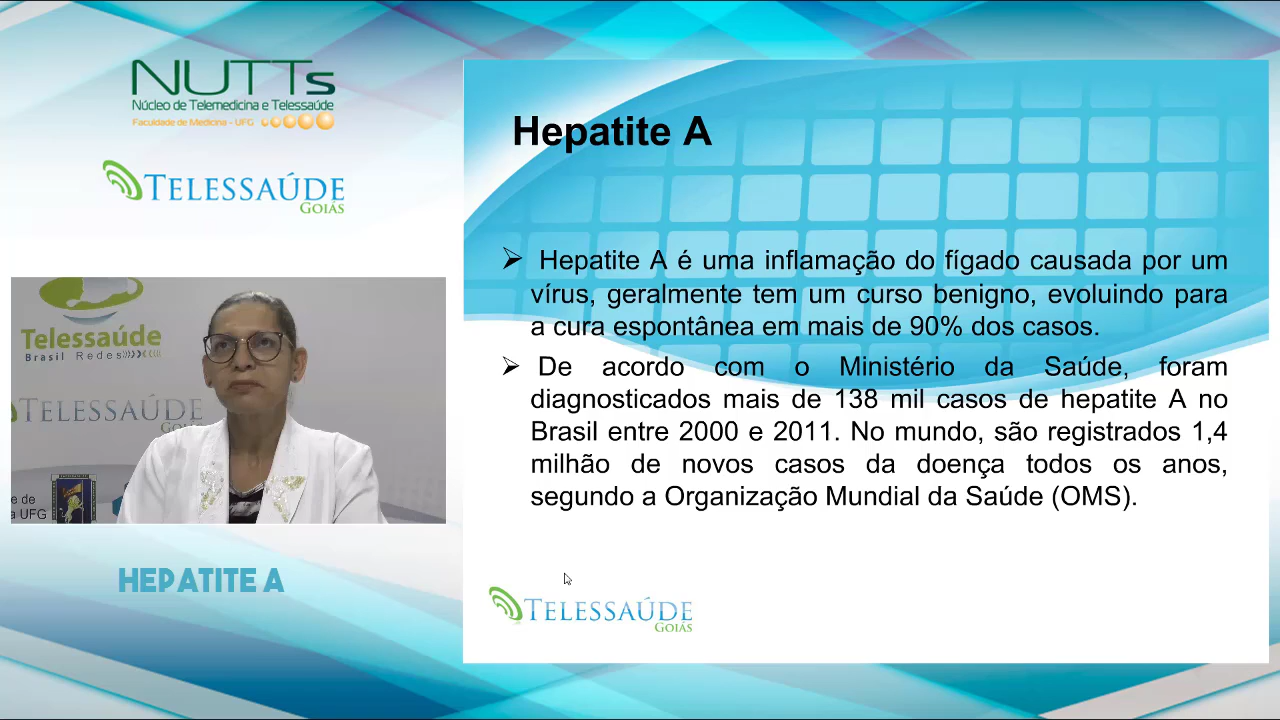 NUTTs
Núcleo de Telemedicina e Telessaúde
Faculdade de Medicina - UFG
TELESSAÚDE
GOIÁS
Telessaúde
Brasil Redes
TELESSAÚDE
GOIÁS
e de
a UFG
HEPATITE A
Hepatite A
➢ Hepatite A é uma inflamação do fígado causada por um
vírus, geralmente tem um curso benigno, evoluindo para
a cura espontânea em mais de 90% dos casos.
➢ De acordo com o Ministério da Saúde, foram
diagnosticados mais de 138 mil casos de hepatite A no
Brasil entre 2000 e 2011. No mundo, são registrados 1,4
milhão de novos casos da doença todos os anos,
segundo a Organização Mundial da Saúde (OMS).
TELESSAÚDE
GOIÁS